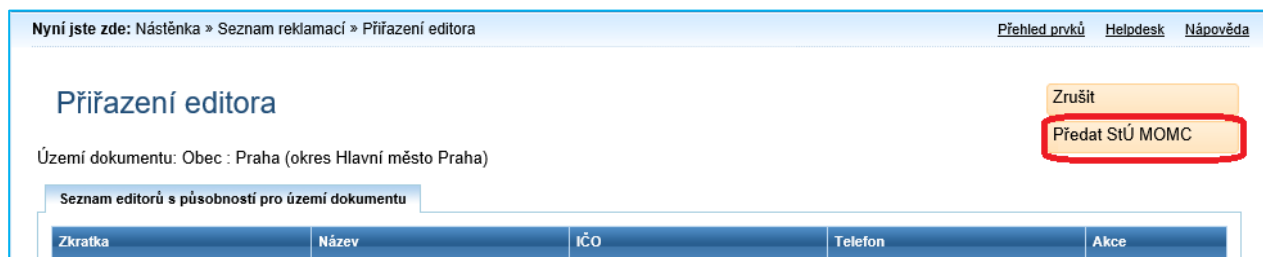 Nyní jste zde: Nástěnka » Seznam reklamací » Přiřazení editora Přehled prvků Helpdesk Nápověda
Přiřazení editora
Zrušit
Předat StÚ MOMC
Území dokumentu: Obec : Praha (okres Hlavní město Praha)
Seznam editorů s působností pro území dokumentu
Zkratka Název IČO Telefon Akce